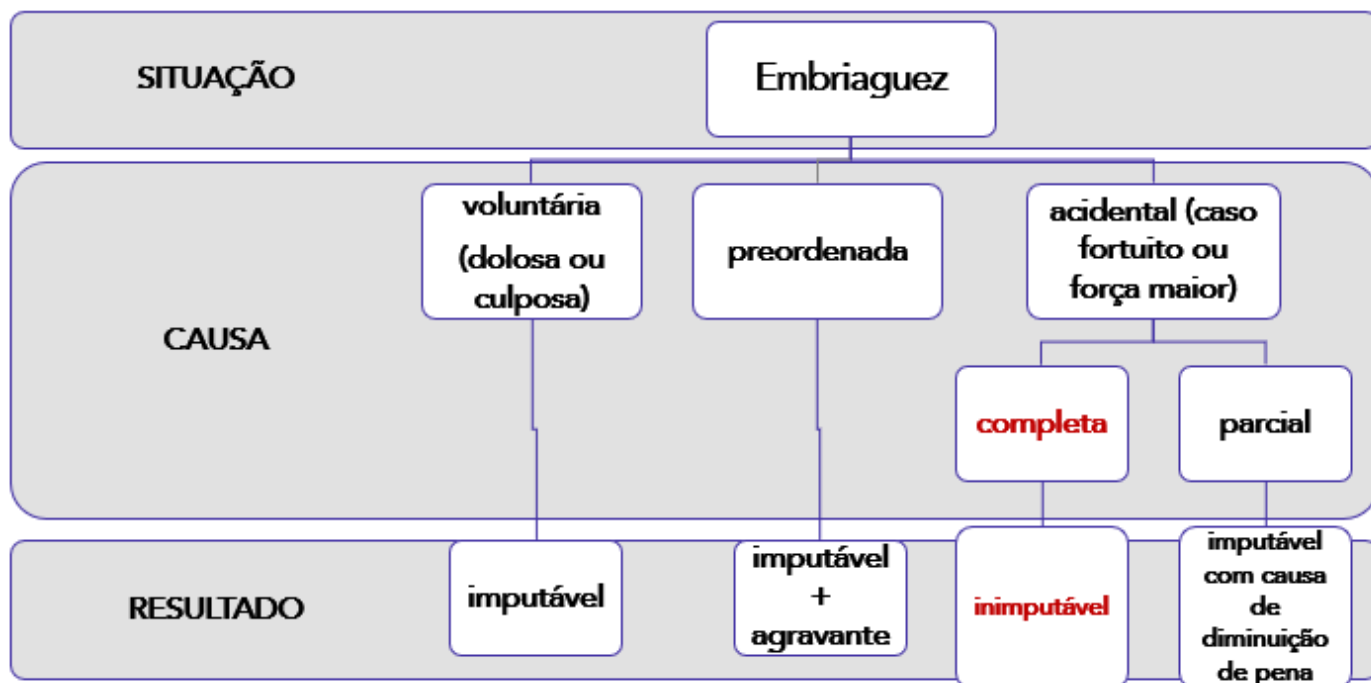 SITUAÇÃO
Embriaguez
CAUSA
voluntária
(dolosa ou
culposa)
preordenada
acidental (caso
fortuito ou
força maior)
completa
parcial
RESULTADO
imputável
imputável
+
agravante
inimputável
imputável
com causa
de
diminuição
de pena